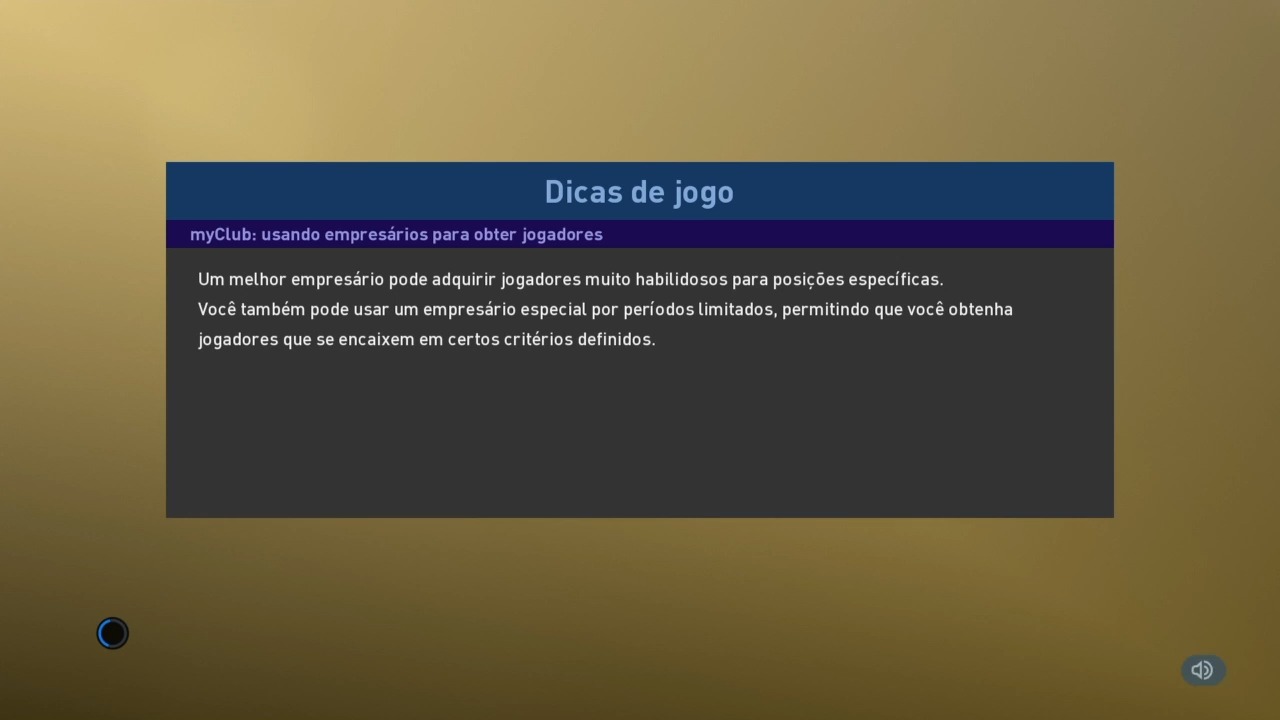 Dicas de jogo
myClub: usando empresários para obter jogadores
Um melhor empresário pode adquirir jogadores muito habilidosos para posições específicas.
Você também pode usar um empresário especial por períodos limitados, permitindo que você obtenha
jogadores que se encaixem em certos critérios definidos.